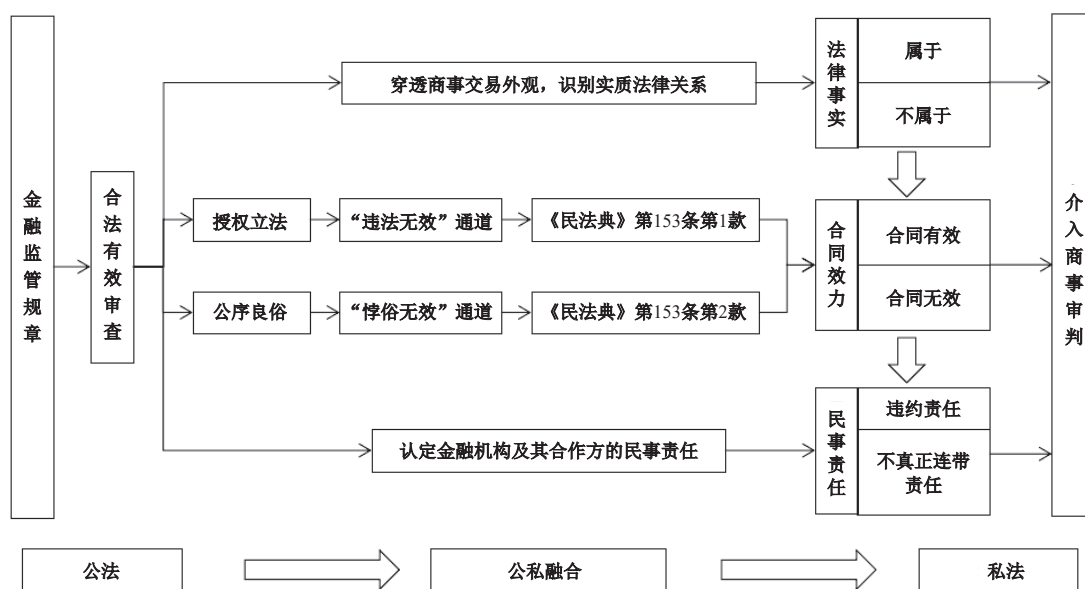 金融监管规章
合法有效审查
穿透商事交易外观，识别实质法律关系
法律事实
属于
不属于
授权立法
“违法无效”通道
《民法典》第153条第1款
公序良俗
“悖俗无效”通道
《民法典》第153条第2款
合同效力
合同有效
合同无效
认定金融机构及其合作方的民事责任
民事责任
违约责任
不真正连带
责任
介入商事审判
公法
公私融合
私法